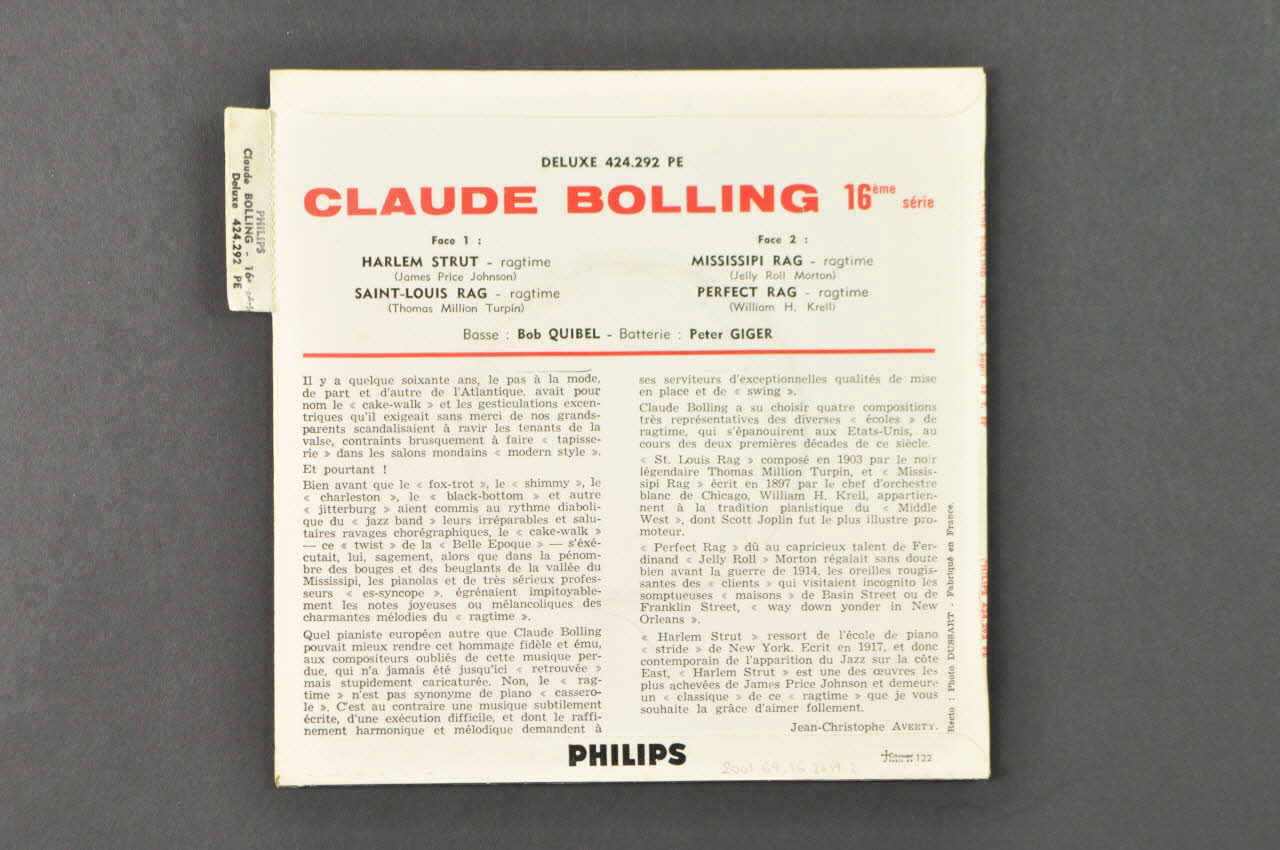 DELUXE 424.292 PE
CLAUDE BOLLING 16ème série
Face 1 :
HARLEM STRUT - ragtime
(James Price Johnson)
SAINT-LOUIS RAG - ragtime
(Thomas Million Turpin)
Face 2 :
MISSISSIPI RAG - ragtime
(Jelly Roll Morton)
PERFECT RAG - ragtime
(William H. Krell)
Basse : Bob QUIBEL - Batterie : Peter GIGER
Il y a quelque soixante ans, le pas à la mode,
de part et d'autre de l'Atlantique, avait pour
nom le « cake-walk » et les gesticulations excen-
triques qu'il exigeait sans merci de nos grands-
parents scandalisaient à ravir les tenants de la
valse, contraints brusquement à faire « tapisse-
rie » dans les salons mondains « modern style ».
Et pourtant !
Bien avant que le « fox-trot », le « shimmy », le
« charleston », le « black-bottom » et autre
« jitterburg » aient commis au rythme diaboli-
que du « jazz band » leurs irréparables et salu-
taires ravages chorégraphiques, le « cake-walk »
— ce « twist » de la « Belle Epoque » — s'éxé-
cutait, lui, sagement, alors que dans la pénom-
bre des bouges et des beuglants de la vallée du
Mississipi, les pianolas et de très sérieux profes-
seurs « es-syncope », égrénaient impitoyable-
ment les notes joyeuses ou mélancoliques des
charmantes mélodies du « ragtime ».
Quel pianiste européen autre que Claude Bolling
pouvait mieux rendre cet hommage fidèle et ému,
aux compositeurs oubliés de cette musique per-
due, qui n'a jamais été jusqu'ici « retrouvée »
mais stupidement caricaturée. Non, le « rag-
time » n'est pas synonyme de piano « cassero-
le ». C'est au contraire une musique subtilement
écrite, d'une exécution difficile, et dont le raffi-
nement harmonique et mélodique demandent à
ses serviteurs d'exceptionnelles qualités de mise
en place et de « swing ».
Claude Bolling a su choisir quatre compositions
très représentatives des diverses « écoles » de
ragtime, qui s'épanouirent aux Etats-Unis, au
cours des deux premières décades de ce siècle.
« St. Louis Rag » composé en 1903 par le noir
légendaire Thomas Million Turpin, et « Missis-
sipi Rag » écrit en 1897 par le chef d'orchestre
blanc de Chicago, William H. Krell, appartien-
nent à la tradition pianistique du « Middle
West », dont Scott Joplin fut le plus illustre pro-
moteur.
« Perfect Rag » dû au capricieux talent de Fer-
dinand « Jelly Roll » Morton régalait sans doute
bien avant la guerre de 1914, les oreilles rougis-
santes des « clients » qui visitaient incognito les
somptueuses « maisons » de Basin Street ou de
Franklin Street, « way down yonder in New
Orleans ».
« Harlem Strut » ressort de l'école de piano
« stride » de New York. Ecrit en 1917, et donc
contemporain de l'apparition du Jazz sur la côte
East, « Harlem Strut » est une des œuvres les
plus achevées de James Price Johnson et demeure
un « classique » de ce « ragtime » que je vous
souhaite la grâce d'aimer follement.
Jean-Christophe AVERTY.
Recto : Photo DUSSART - Fabriqué en France.
PHILIPS
122
PHILIPS
Claude BOLLING - 16e
Deluxe 424.292 PE
PHILIPS 424.292 PE